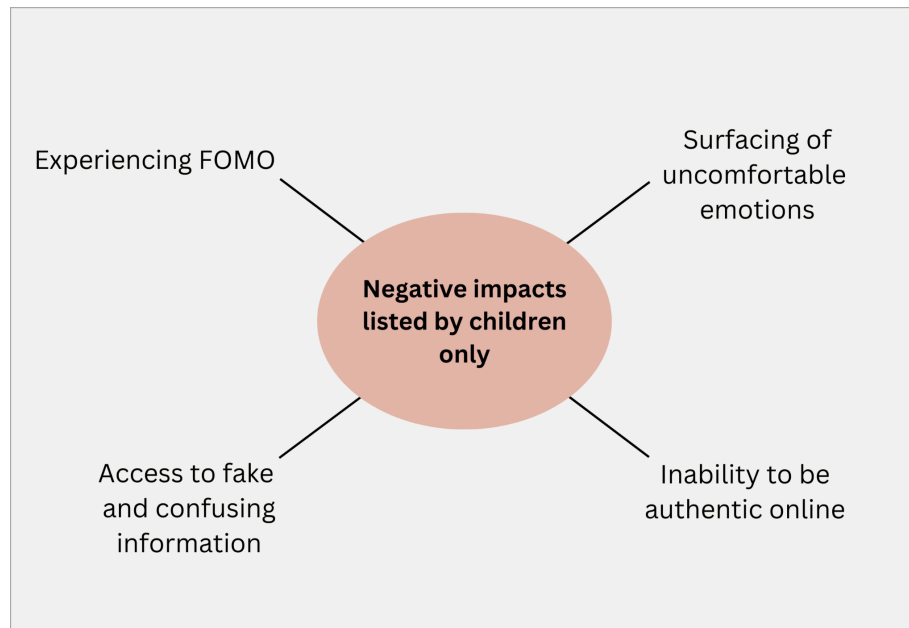 Experiencing FOMO
Surfacing of
uncomfortable
emotions
Negative impacts
listed by children
only
Access to fake
and confusing
information
Inability to be
authentic online